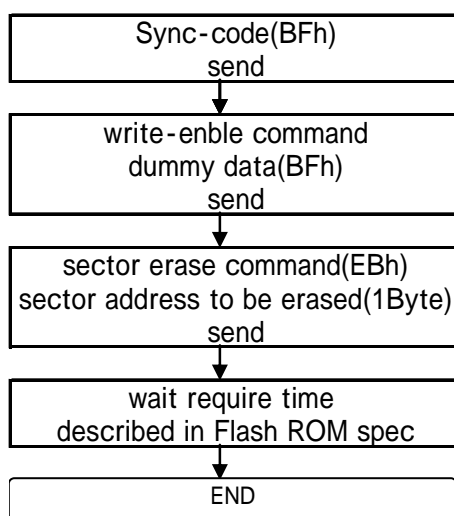 Sync-code(BFh)
send
write-enble command
dummy data(BFh)
send
sector erase command(EBh)
sector address to be erased(1Byte)
send
wait require time
described in Flash ROM spec
END